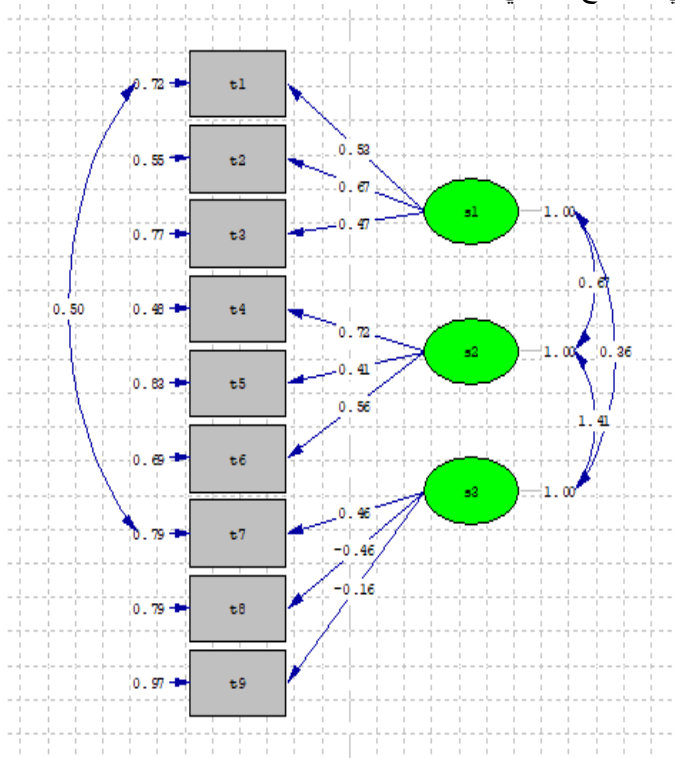 0.72 t1
0.53
0.55 t2
0.67
s1 1.00
0.77 t3
0.47
0.67
0.50 0.48 t4
0.72
s2 1.00 0.36
0.83 t5
0.41
0.56
1.41
0.69 t6
s3 1.00
0.46
0.79 t7
-0.46
-0.16
0.79 t8
0.97 t9